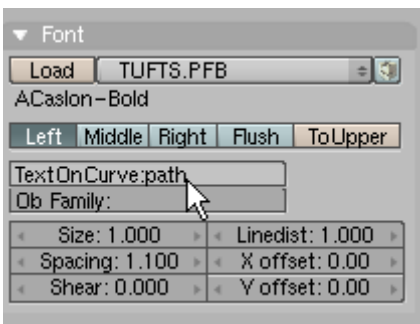 Font
Load TUFTS.PFB
ACaslon-Bold
Left Middle Right Flush ToUpper
TextOnCurve:path
Ob Family:
Size: 1.000 Linedist: 1.000
Spacing: 1.100 X offset: 0.00
Shear: 0.000 Y offset: 0.00